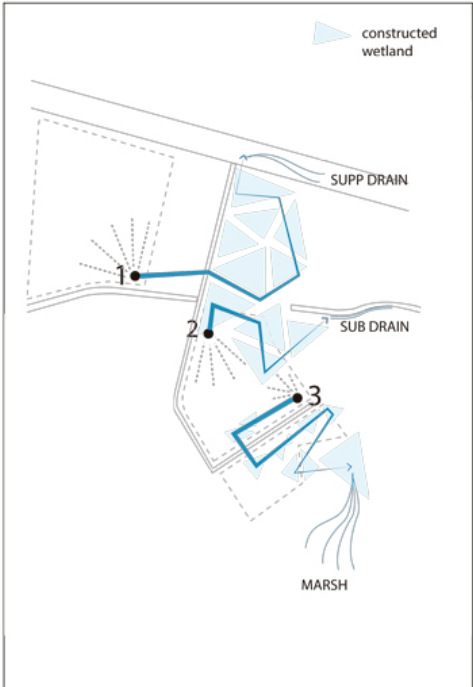 constructed
wetland
SUPP DRAIN
1
SUB DRAIN
2
3
MARSH